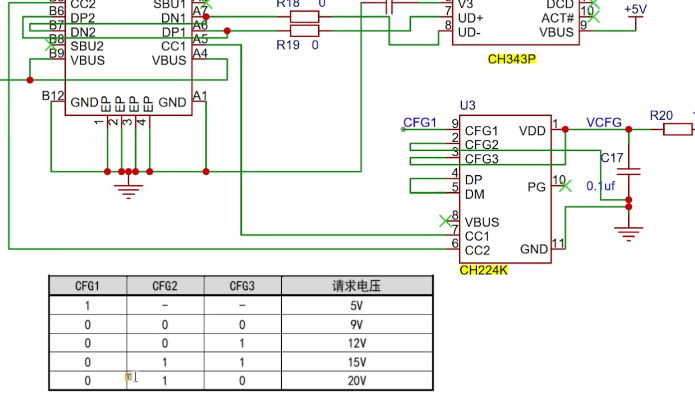 CC2 SBU1 A7 R18 0 V3 DCD
B6 DP2 DN1 7 UD+ ACT# 10 +5V
B7 DN2 DP1 A6 8 UD- VBUS 9
B8 SBU2 CC1 A5 R19 0
B9 VBUS VBUS A4 CH343P
B12 GND EP EP EP EP GND A1
1 2 3 4
U3
CFG1 9 CFG1 VDD 1 VCFG R20
2 CFG2
3 CFG3 C17
4 DP PG 10 0.1uf
5 DM
8 VBUS
7 CC1
6 CC2 GND 11
CH224K
CFG1 CFG2 CFG3 请求电压
1 - - 5V
0 0 0 9V
0 0 1 12V
0 1 1 15V
0 1 0 20V